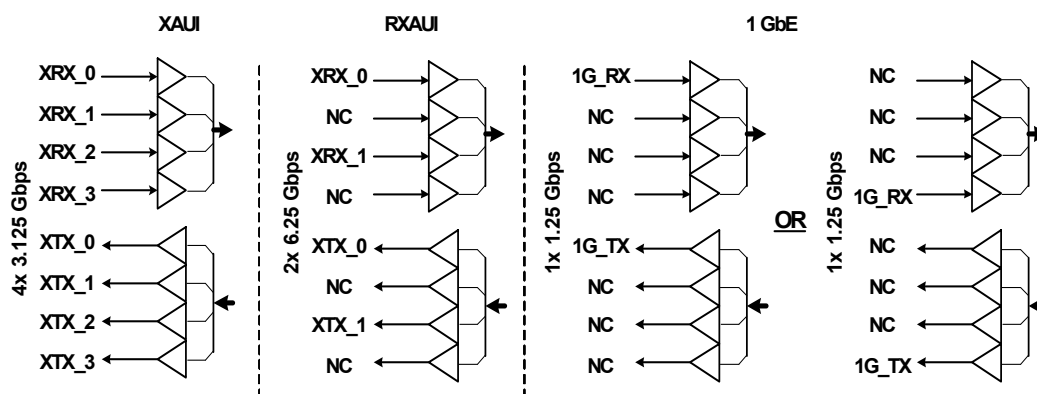 XAUI
RXAUI
1 GbE
4x 3.125 Gbps
XRX_0
XRX_1
XRX_2
XRX_3
XTX_0
XTX_1
XTX_2
XTX_3
2x 6.25 Gbps
XRX_0
NC
XRX_1
NC
XTX_0
NC
XTX_1
NC
1x 1.25 Gbps
1G_RX
NC
NC
NC
1G_TX
NC
NC
NC
OR
1x 1.25 Gbps
NC
NC
NC
1G_RX
NC
NC
NC
1G_TX